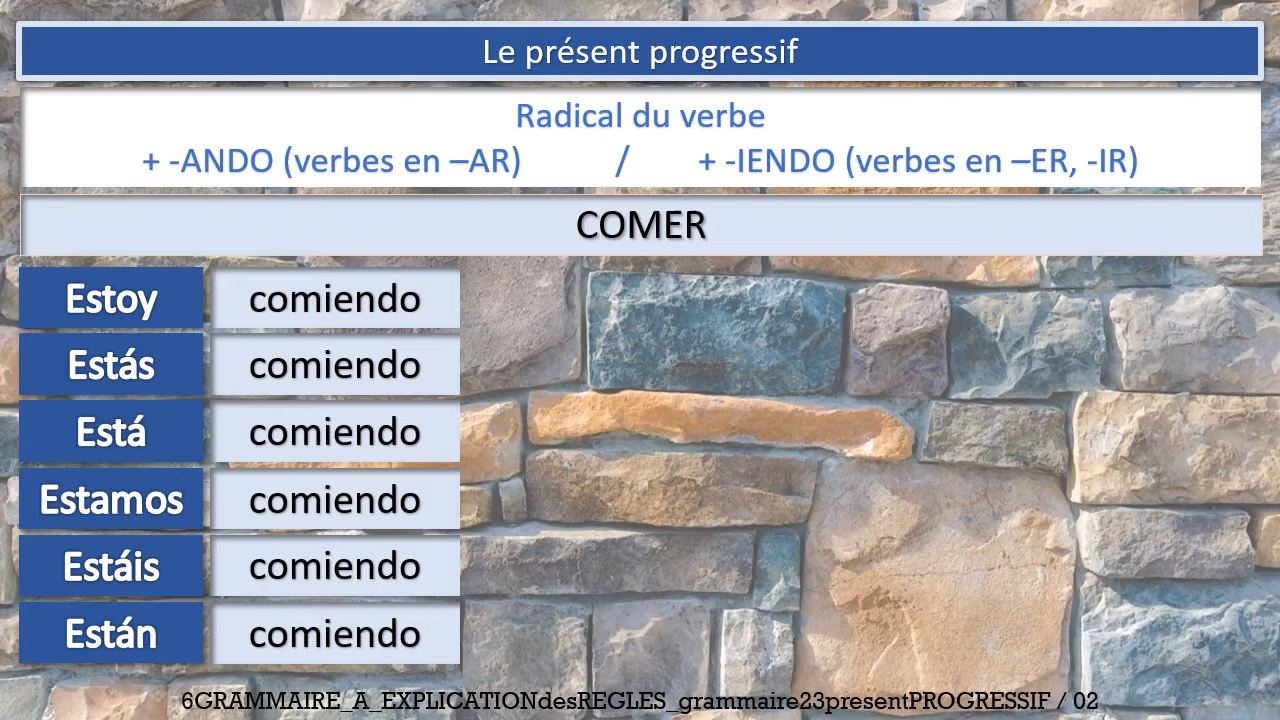 Le présent progressif
Radical du verbe
+ -ANDO (verbes en –AR) / + -IENDO (verbes en –ER, -IR)
COMER
Estoy comiendo
Estás comiendo
Está comiendo
Estamos comiendo
Estáis comiendo
Están comiendo
6GRAMMAIRE_A_EXPLICATIONdesREGLES_grammaire23presentPROGRESSIF / 02